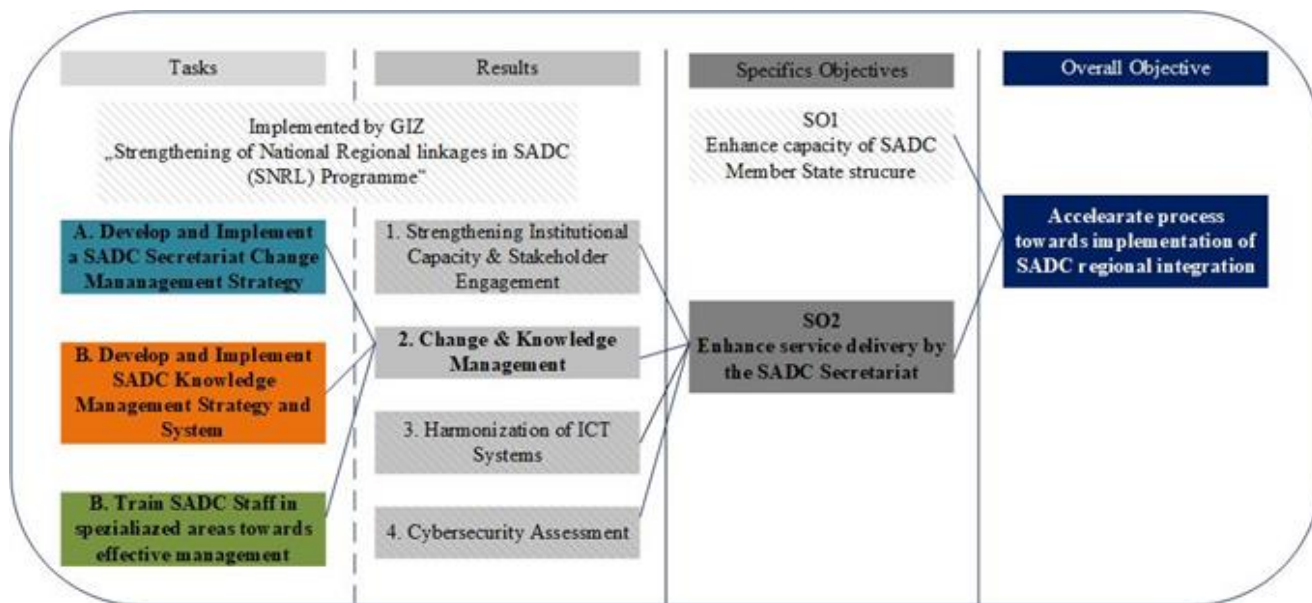 Tasks
Results
Specifics Objectives
Overall Objective
Implemented by GIZ
„Strengthening of National Regional linkages in SADC
(SNRL) Programme“
SO1
Enhance capacity of SADC
Member State strucure
A. Develop and Implement
a SADC Secretariat Change
Mananagement Strategy
1. Strengthening Institutional
Capacity & Stakeholder
Engagement
Accelearate process
towards implementation of
SADC regional integration
B. Develop and Implement
SADC Knowledge
Management Strategy and
System
2. Change & Knowledge
Management
SO2
Enhance service delivery by
the SADC Secretariat
3. Harmonization of ICT
Systems
B. Train SADC Staff in
spezialiazed areas towards
effective management
4. Cybersecurity Assessment